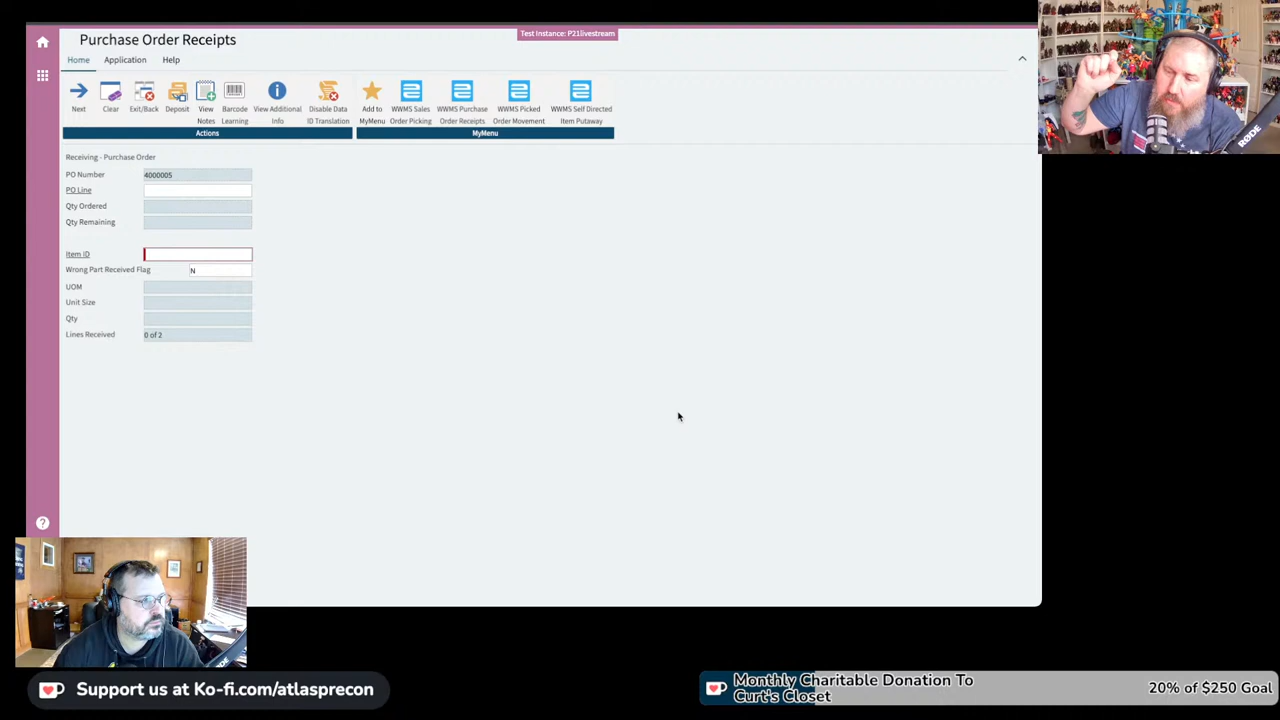 Purchase Order Receipts
Test Instance: P21livestream
Home Application Help
Next
Clear
Exit/Back
Deposit
View Notes
Barcode Learning
View Additional Info
Disable Data ID Translation
Add to MyMenu
WWMS Sales Order Picking
WWMS Purchase Order Receipts
WWMS Picked Order Movement
WWMS Self Directed Item Putaway
Actions
MyMenu
Receiving - Purchase Order
PO Number 4000005
PO Line
Qty Ordered
Qty Remaining
Item ID
Wrong Part Received Flag N
UOM
Unit Size
Qty
Lines Received 0 of 2
RØDE
Support us at Ko-fi.com/atlasprecon
Monthly Charitable Donation To
Curt's Closet
20% of $250 Goal